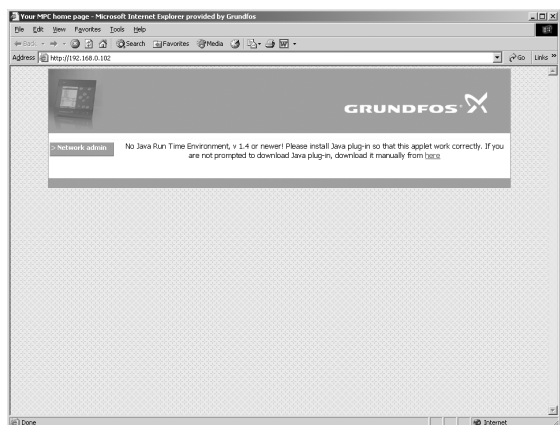 Your MPC home page - Microsoft Internet Explorer provided by Grundfos
File Edit View Favorites Tools Help
Back Search Favorites Media
Address http://192.168.0.102 Go Links »
GRUNDFOS
> Network admin
No Java Run Time Environment, v 1.4 or newer! Please install Java plug-in so that this applet work correctly. If you
are not prompted to download Java plug-in, download it manually from here
Done Internet